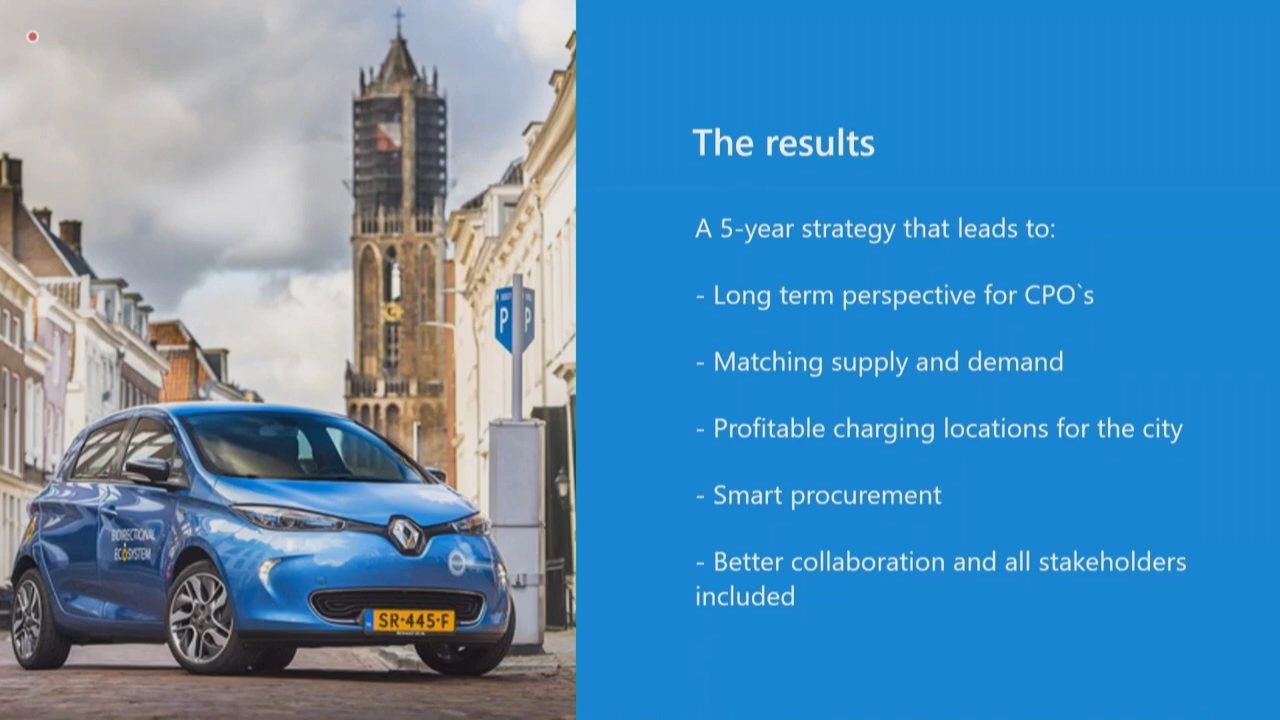 The results
A 5-year strategy that leads to:
- Long term perspective for CPO`s
- Matching supply and demand
- Profitable charging locations for the city
- Smart procurement
- Better collaboration and all stakeholders
included
P
P
BIDIRECTIONAL
ECOSYSTEM
SR-445-F